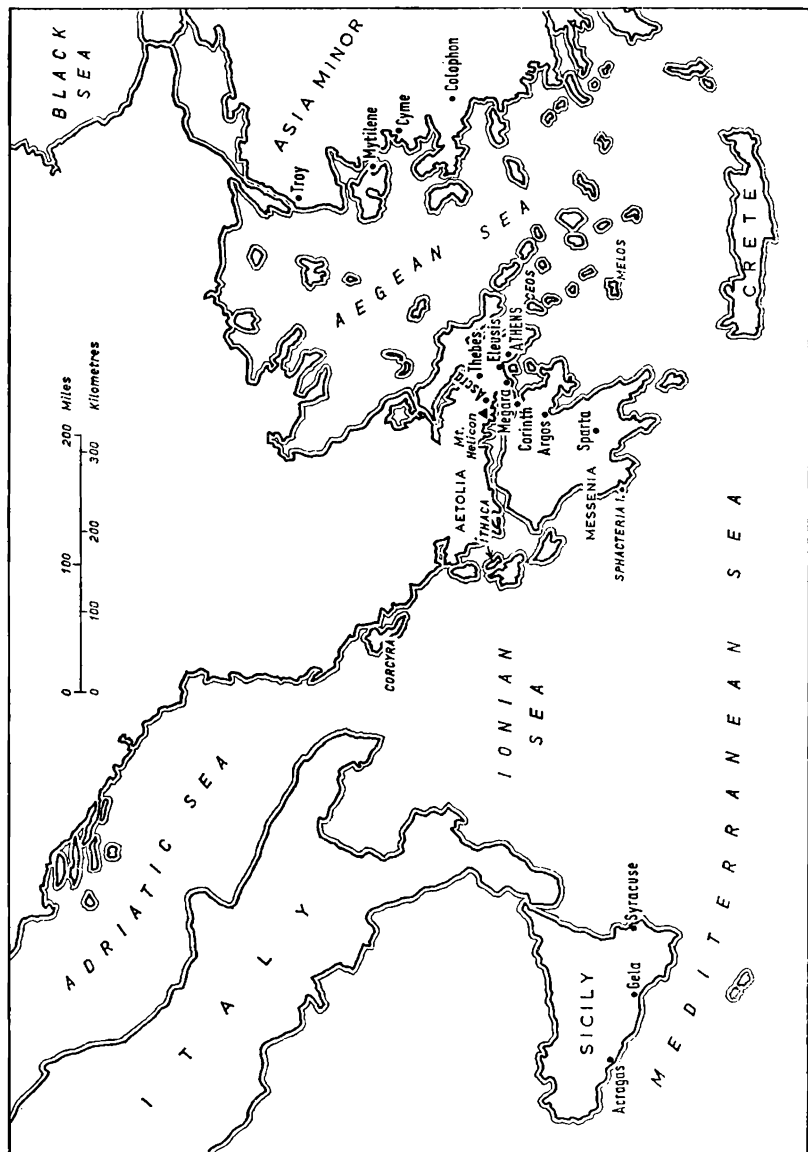 BLACK
SEA
ASIA MINOR
Troy
Mytilene
Cyme
Colophon
AEGEAN SEA
0 100 200 Miles
0 100 200 300 Kilometres
ADRIATIC SEA
ITALY
CORCYRA
AETOLIA
ITHACA
Mt.
Helicon
Ascra
Thebes
Eleusis
ATHENS
CEOS
Megara
Corinth
Argos
Sparta
MESSENIA
SPHACTERIA I.
MELOS
CRETE
IONIAN
SEA
SICILY
Syracuse
Gela
Acragas
MEDITERRANEAN SEA